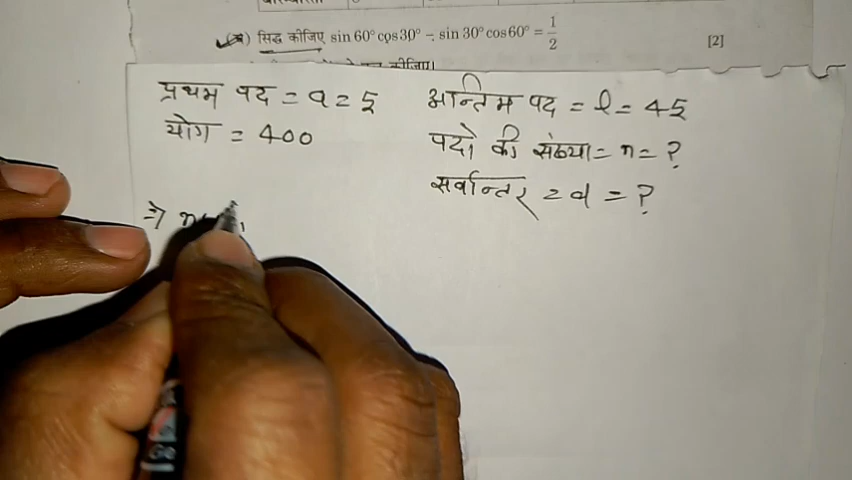 सिद्ध कीजिए sin 60° cos 30° − sin 30° cos 60° = 1/2 [2]
प्रथम पद = a = 5 अन्तिम पद = l = 45
योग = 400 पदो की संख्या = n = ?
सर्वान्तर = d = ?
⇒ n